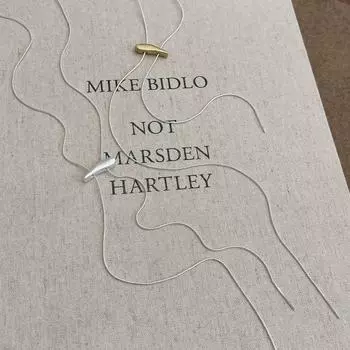 MIKE BIDLO
NOT
MARSDEN
HARTLEY